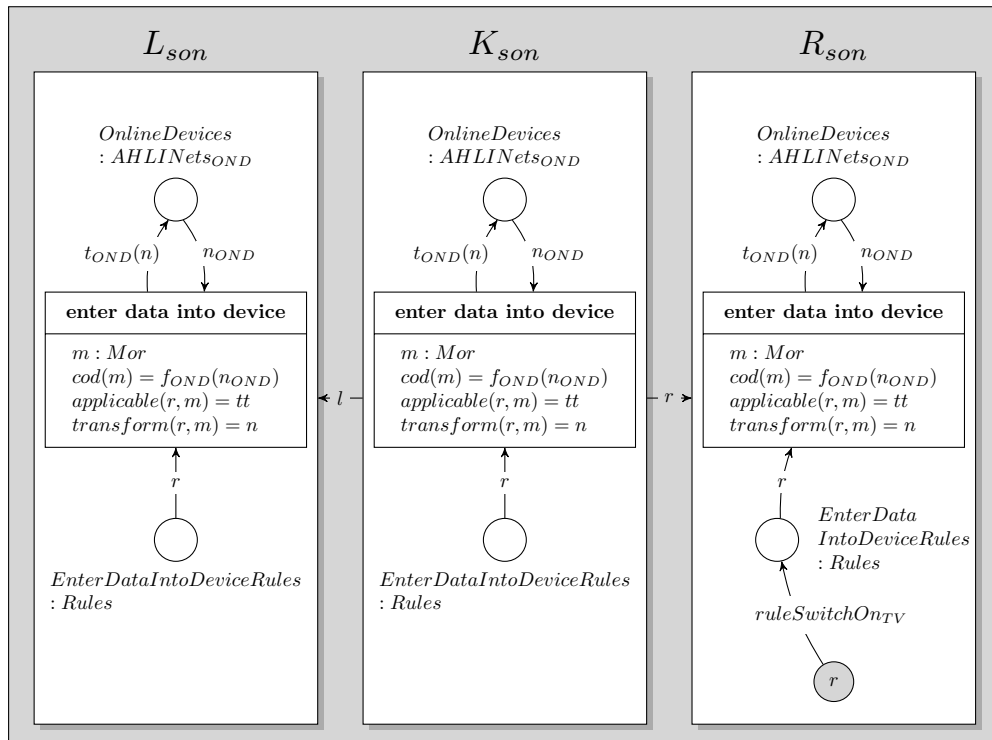 L_son
OnlineDevices
: AHLINets_OND
t_OND(n)
n_OND
enter data into device
m : Mor
cod(m) = f_OND(n_OND)
applicable(r, m) = tt
transform(r, m) = n
r
EnterDataIntoDeviceRules
: Rules
l
K_son
OnlineDevices
: AHLINets_OND
t_OND(n)
n_OND
enter data into device
m : Mor
cod(m) = f_OND(n_OND)
applicable(r, m) = tt
transform(r, m) = n
r
EnterDataIntoDeviceRules
: Rules
r
R_son
OnlineDevices
: AHLINets_OND
t_OND(n)
n_OND
enter data into device
m : Mor
cod(m) = f_OND(n_OND)
applicable(r, m) = tt
transform(r, m) = n
r
EnterData
IntoDeviceRules
: Rules
ruleSwitchOn_TV
r